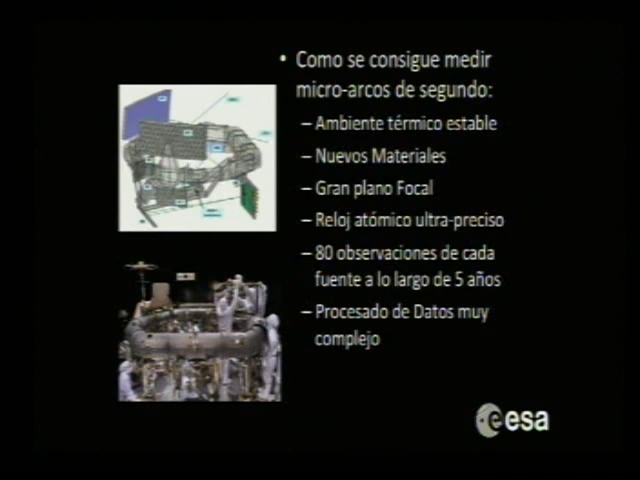 • Como se consigue medir
micro-arcos de segundo:
– Ambiente térmico estable
– Nuevos Materiales
– Gran plano Focal
– Reloj atómico ultra-preciso
– 80 observaciones de cada
fuente a lo largo de 5 años
– Procesado de Datos muy
complejo
esa